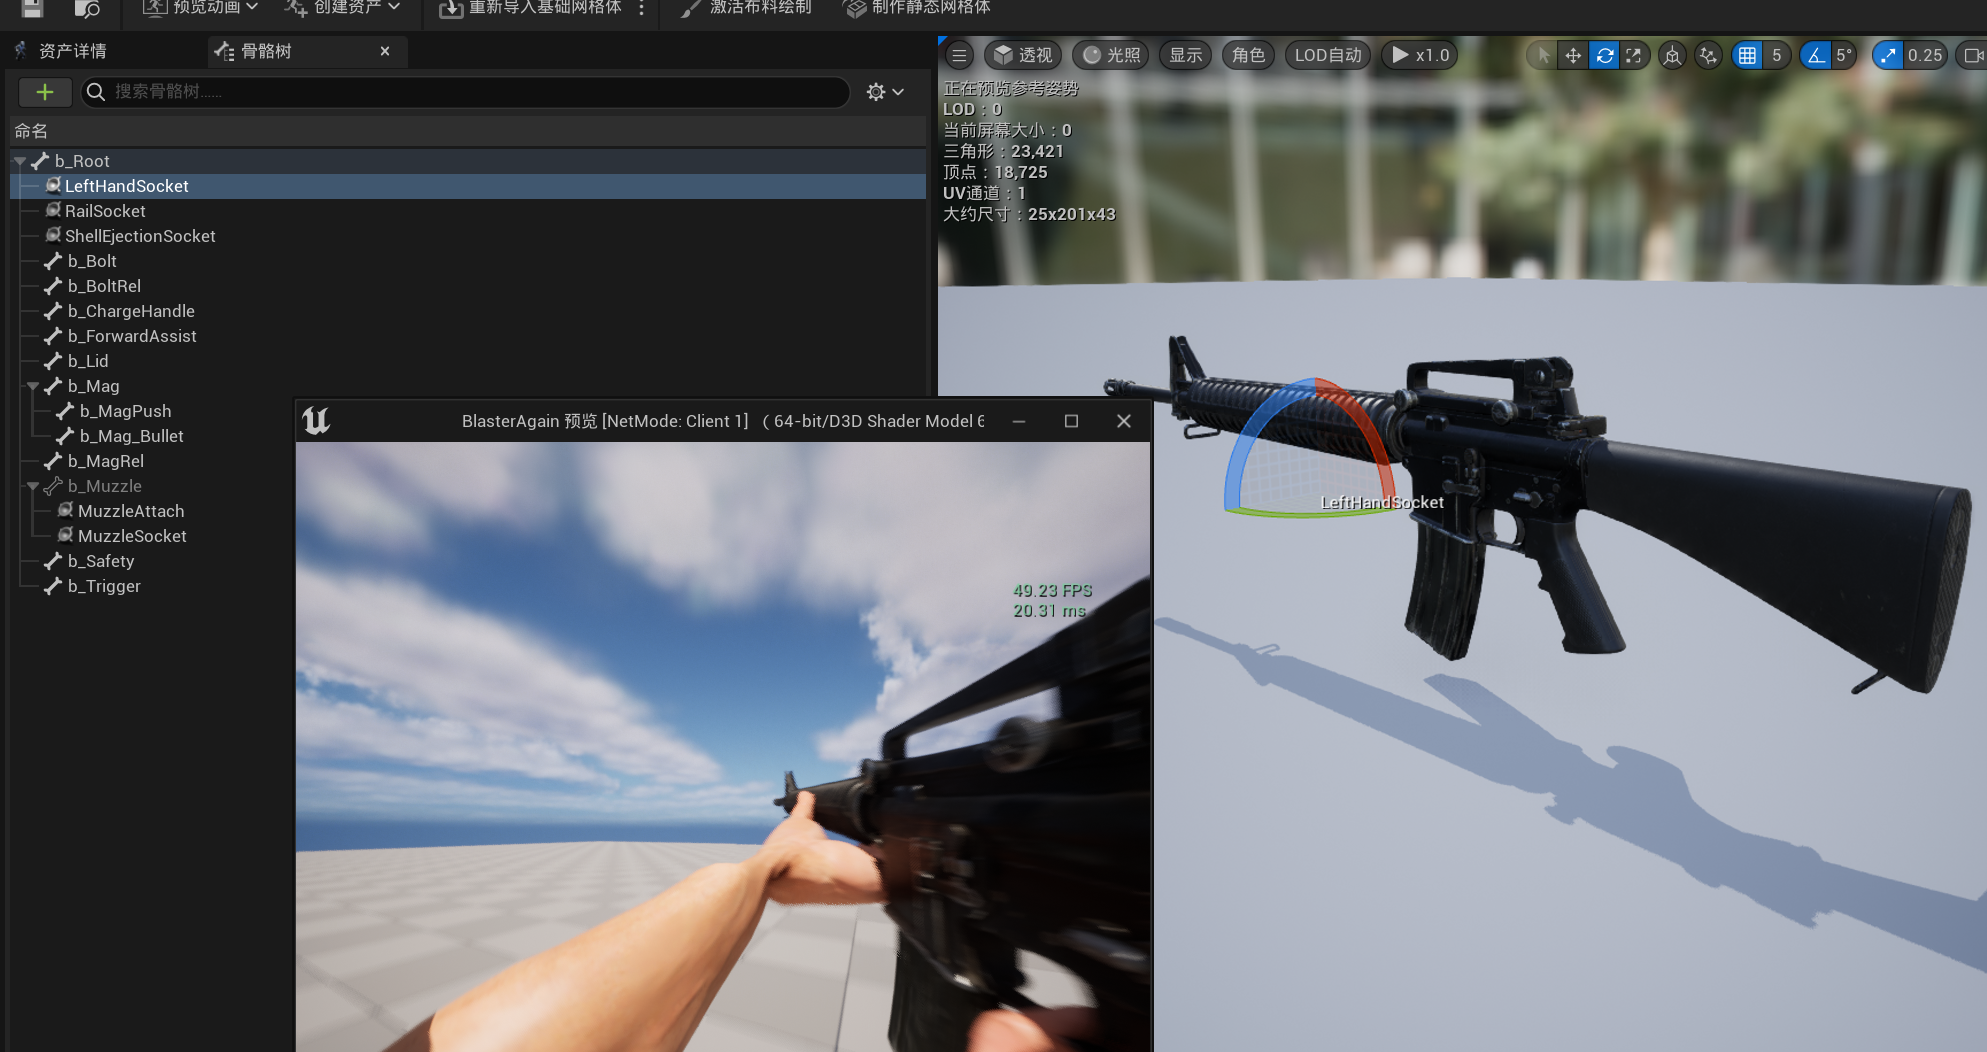 预览动画
创建资产
重新导入基础网格体
激活布料绘制
制作静态网格体
资产详情
骨骼树
搜索骨骼树……
命名
b_Root
LeftHandSocket
RailSocket
ShellEjectionSocket
b_Bolt
b_BoltRel
b_ChargeHandle
b_ForwardAssist
b_Lid
b_Mag
b_MagPush
b_Mag_Bullet
b_MagRel
b_Muzzle
MuzzleAttach
MuzzleSocket
b_Safety
b_Trigger
透视
光照
显示
角色
LOD自动
x1.0
5
5°
0.25
正在预览参考姿势
LOD：0
当前屏幕大小：0
三角形：23,421
顶点：18,725
UV通道：1
大约尺寸：25x201x43
LeftHandSocket
BlasterAgain 预览 [NetMode: Client 1] （64-bit/D3D Shader Model 6
49.23 FPS
20.31 ms